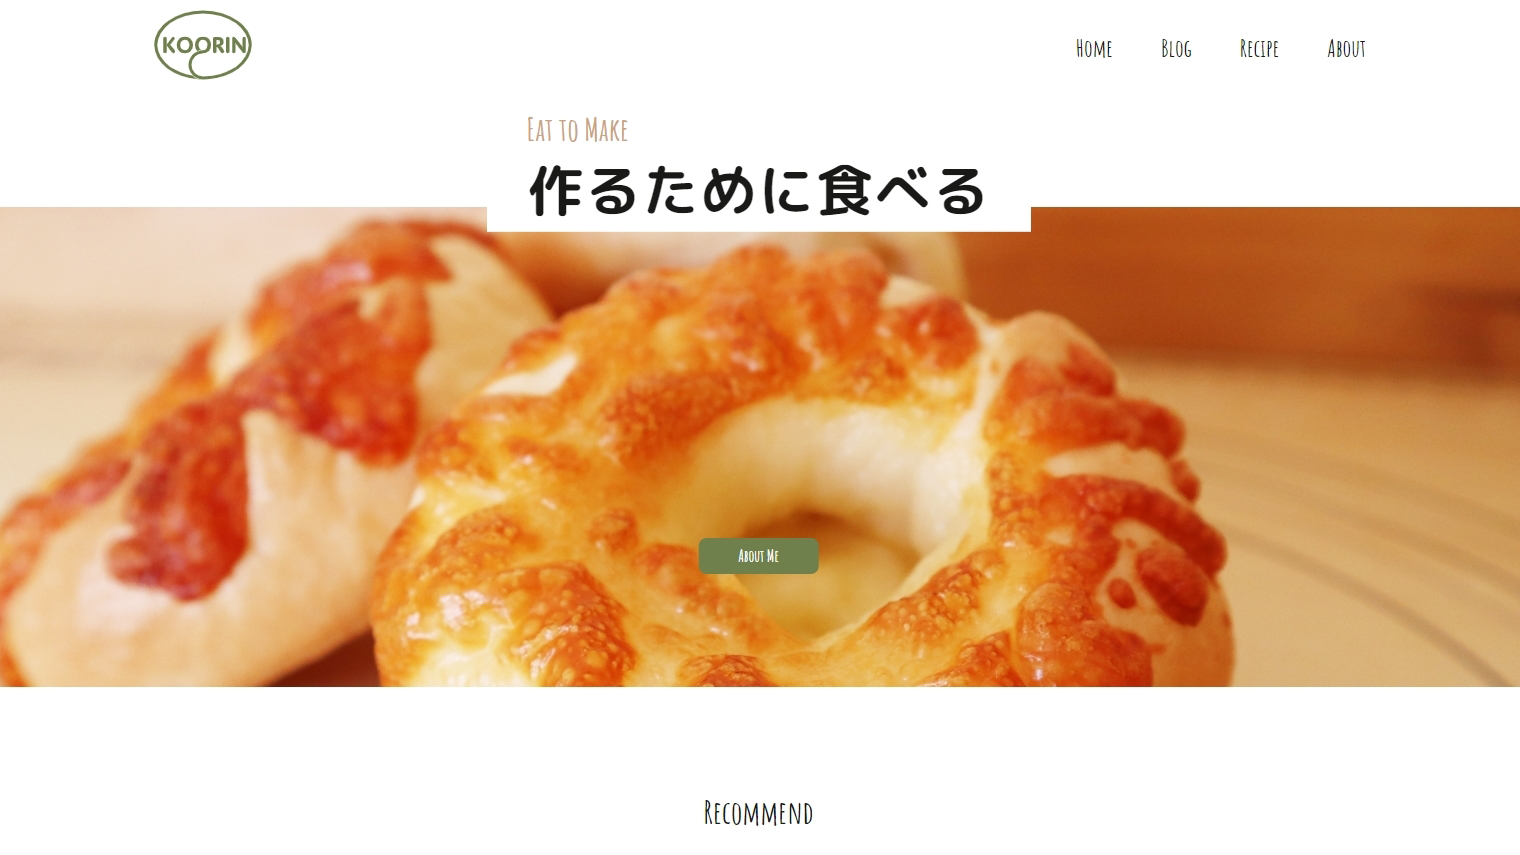 KOORIN
Home Blog Recipe About
Eat to Make
作るために食べる
About Me
Recommend